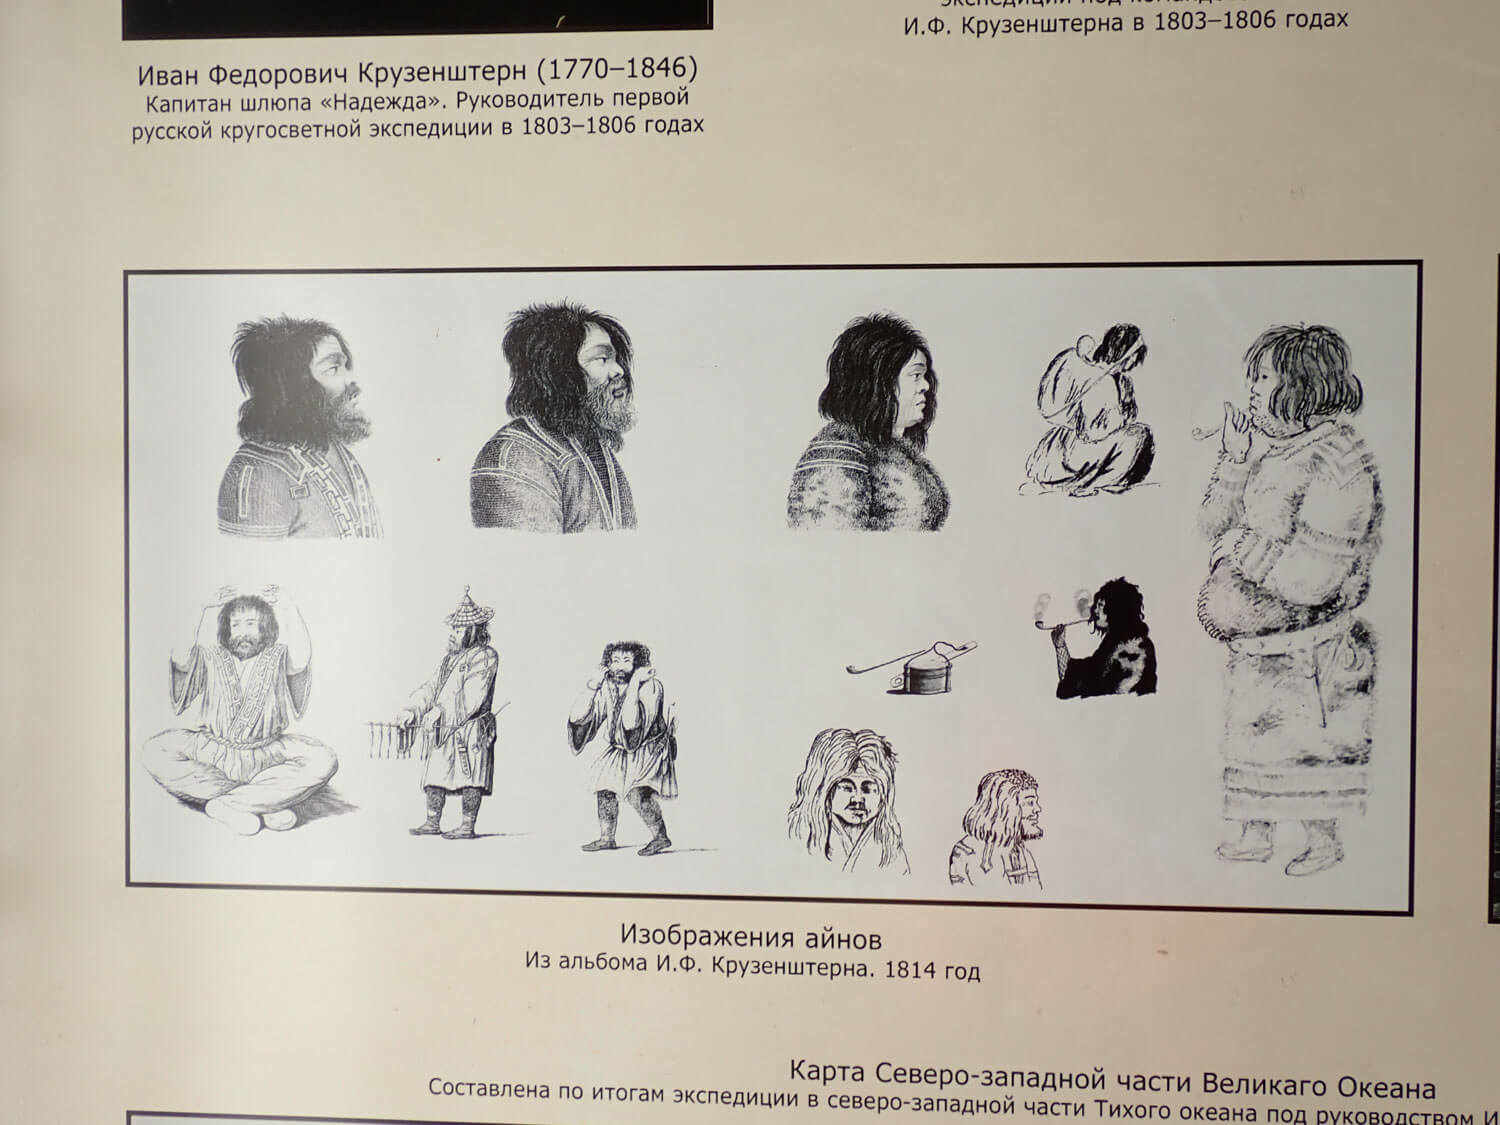 Иван Федорович Крузенштерн (1770–1846)
Капитан шлюпа «Надежда». Руководитель первой
русской кругосветной экспедиции в 1803–1806 годах
экспедиции под
И.Ф. Крузенштерна в 1803–1806 годах
Изображения айнов
Из альбома И.Ф. Крузенштерна. 1814 год
Карта Северо-западной части Великаго Океана
Составлена по итогам экспедиции в северо-западной части Тихого океана под руководством И